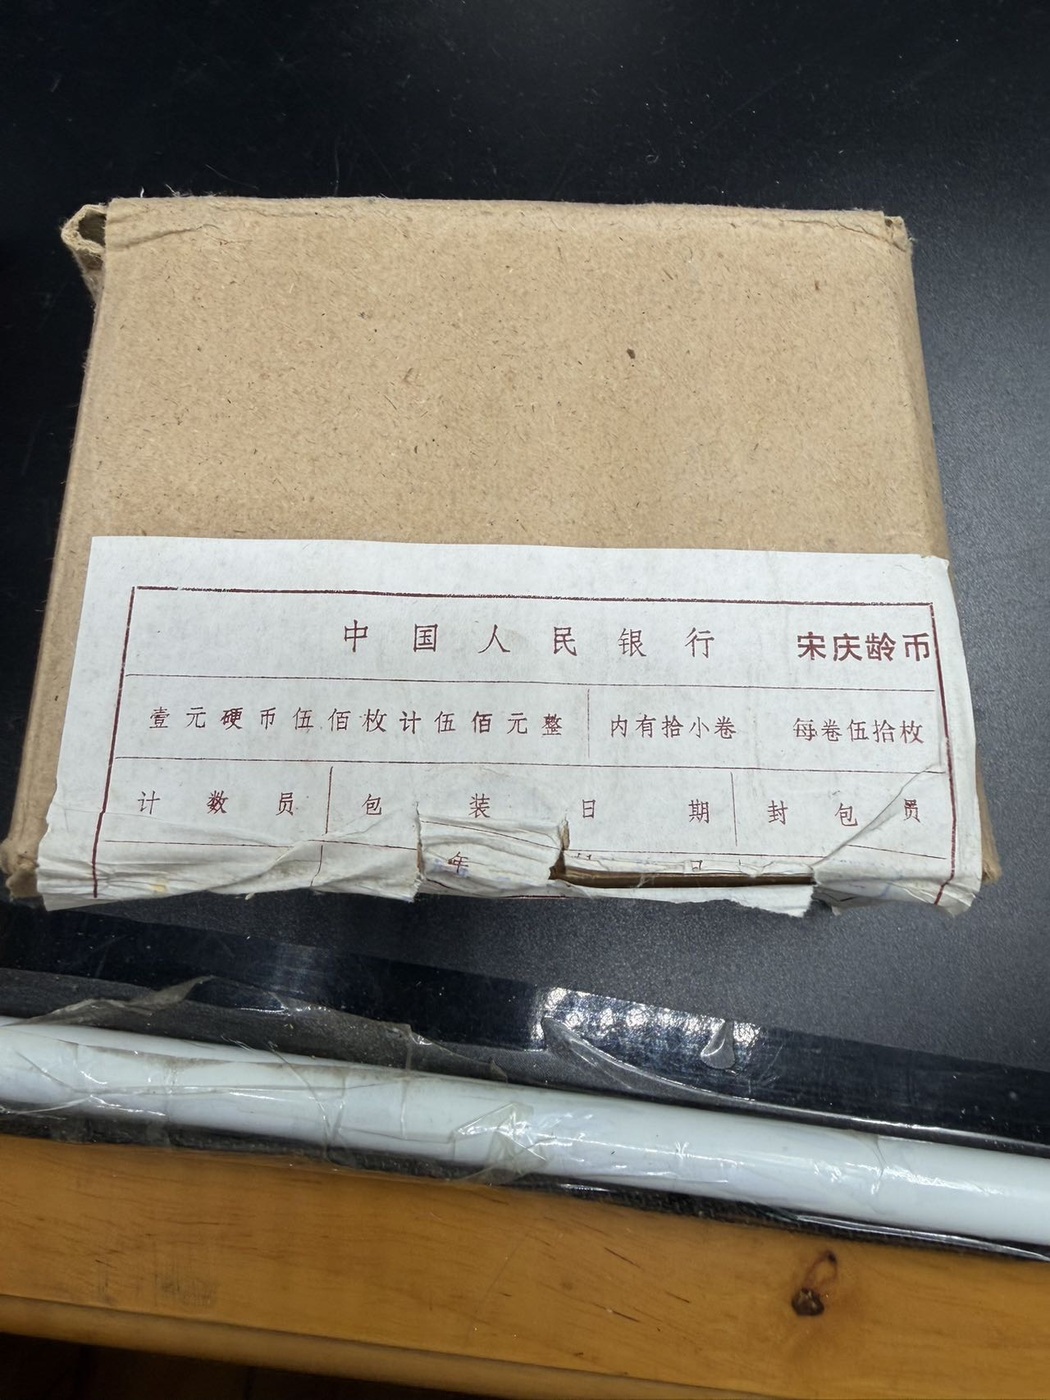 中国人民银行 宋庆龄币
壹元硬币伍佰枚计伍佰元整 内有拾小卷 每卷伍拾枚
计数员 包装日期 封包员
年 日